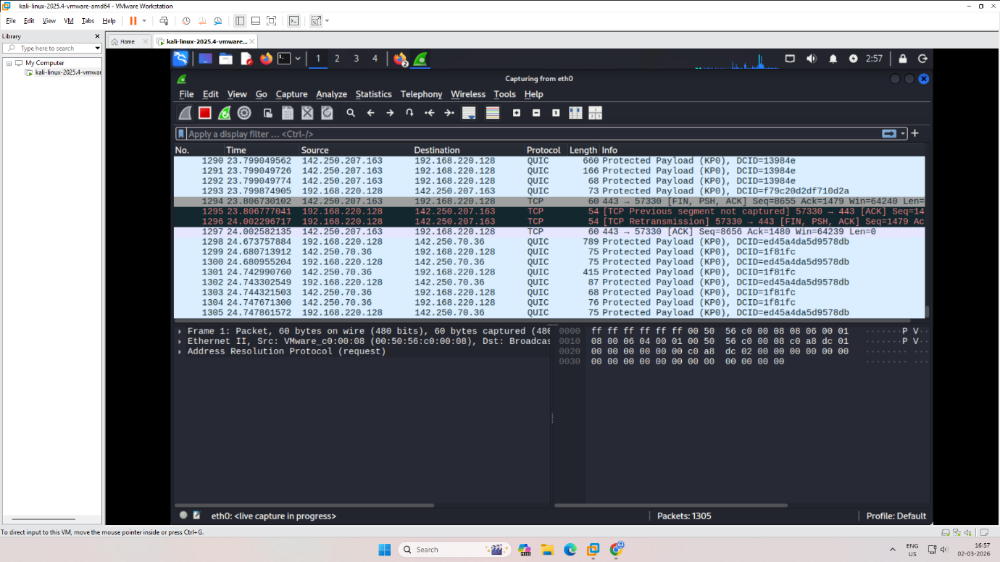 kali-linux-2025.4-vmware-amd64 - VMware Workstation
File Edit View VM Tabs Help
Library
Type here to search
My Computer
kali-linux-2025.4-vmwar
Home
kali-linux-2025.4-vmware...
1 2 3 4
2
2:57
Capturing from eth0
File Edit View Go Capture Analyze Statistics Telephony Wireless Tools Help
Apply a display filter ... <Ctrl-/>
No. Time Source Destination Protocol Length Info
1290 23.799049562 142.250.207.163 192.168.220.128 QUIC 660 Protected Payload (KP0), DCID=13984e
1291 23.799049726 142.250.207.163 192.168.220.128 QUIC 166 Protected Payload (KP0), DCID=13984e
1292 23.799049774 142.250.207.163 192.168.220.128 QUIC 68 Protected Payload (KP0), DCID=13984e
1293 23.799874905 192.168.220.128 142.250.207.163 QUIC 73 Protected Payload (KP0), DCID=f79c20d2df710d2a
1294 23.806730102 142.250.207.163 192.168.220.128 TCP 60 443 → 57330 [FIN, PSH, ACK] Seq=8655 Ack=1479 Win=64240 Len=
1295 23.806777041 192.168.220.128 142.250.207.163 TCP 54 [TCP Previous segment not captured] 57330 → 443 [ACK] Seq=14
1296 24.002296717 192.168.220.128 142.250.207.163 TCP 54 [TCP Retransmission] 57330 → 443 [FIN, PSH, ACK] Seq=1479 Ac
1297 24.002582135 142.250.207.163 192.168.220.128 TCP 60 443 → 57330 [ACK] Seq=8656 Ack=1480 Win=64239 Len=0
1298 24.673757884 192.168.220.128 142.250.70.36 QUIC 789 Protected Payload (KP0), DCID=ed45a4da5d9578db
1299 24.680713912 142.250.70.36 192.168.220.128 QUIC 75 Protected Payload (KP0), DCID=1f81fc
1300 24.680955204 192.168.220.128 142.250.70.36 QUIC 75 Protected Payload (KP0), DCID=ed45a4da5d9578db
1301 24.742990760 142.250.70.36 192.168.220.128 QUIC 415 Protected Payload (KP0), DCID=1f81fc
1302 24.743302549 192.168.220.128 142.250.70.36 QUIC 87 Protected Payload (KP0), DCID=ed45a4da5d9578db
1303 24.744321503 142.250.70.36 192.168.220.128 QUIC 68 Protected Payload (KP0), DCID=1f81fc
1304 24.747671300 142.250.70.36 192.168.220.128 QUIC 76 Protected Payload (KP0), DCID=1f81fc
1305 24.747861572 192.168.220.128 142.250.70.36 QUIC 75 Protected Payload (KP0), DCID=ed45a4da5d9578db
Frame 1: Packet, 60 bytes on wire (480 bits), 60 bytes captured (480
Ethernet II, Src: VMware_c0:00:08 (00:50:56:c0:00:08), Dst: Broadcas
Address Resolution Protocol (request)
0000 ff ff ff ff ff ff 00 50 56 c0 00 08 08 06 00 01 ·······P V··
0010 08 00 06 04 00 01 00 50 56 c0 00 08 c0 a8 dc 01 ·······P V··
0020 00 00 00 00 00 00 c0 a8 dc 02 00 00 00 00 00 00 ········ ···
0030 00 00 00 00 00 00 00 00 00 00 00 00 ········ ···
eth0: <live capture in progress>
Packets: 1305
Profile: Default
To direct input to this VM, move the mouse pointer inside or press Ctrl+G.
Search
ENG
US
16:57
02-03-2026